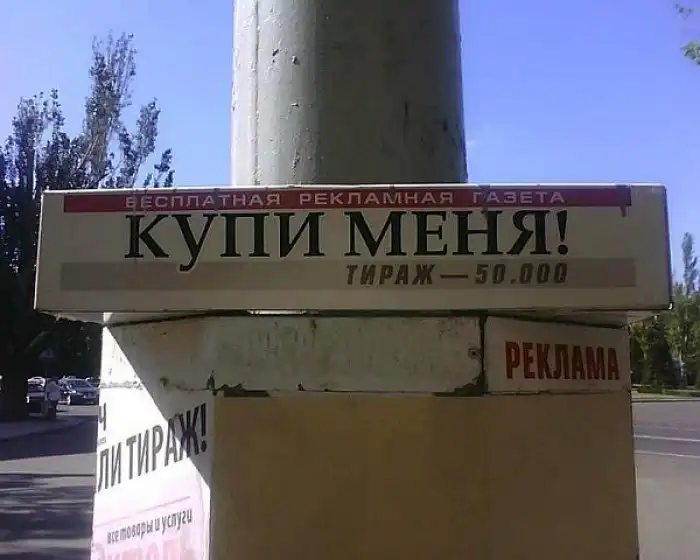 БЕСПЛАТНАЯ РЕКЛАМНАЯ ГАЗЕТА
КУПИ МЕНЯ!
ТИРАЖ — 50.000
РЕКЛАМА
Ч
ЛИ ТИРАЖ!
все товары и услуги